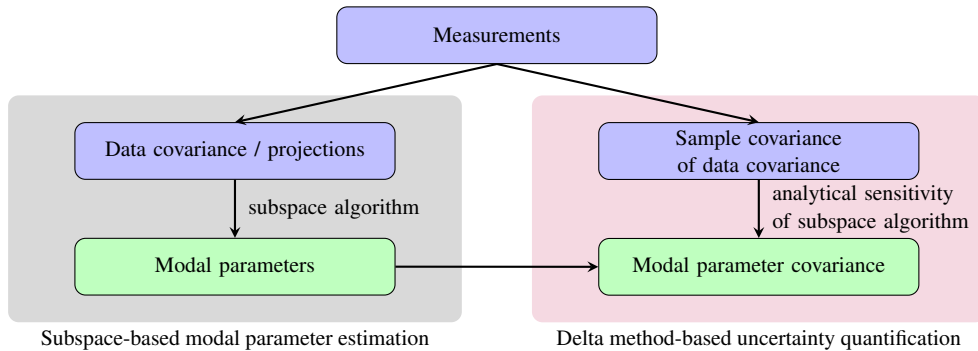 Measurements
Data covariance / projections
Sample covariance
of data covariance
subspace algorithm
analytical sensitivity
of subspace algorithm
Modal parameters
Modal parameter covariance
Subspace-based modal parameter estimation
Delta method-based uncertainty quantification